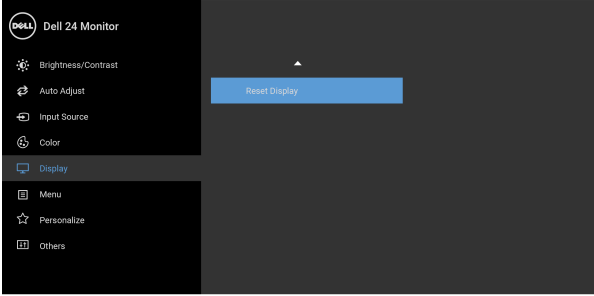 DELL
Dell 24 Monitor
Brightness/Contrast
Auto Adjust
Input Source
Color
Display
Menu
Personalize
Others
Reset Display